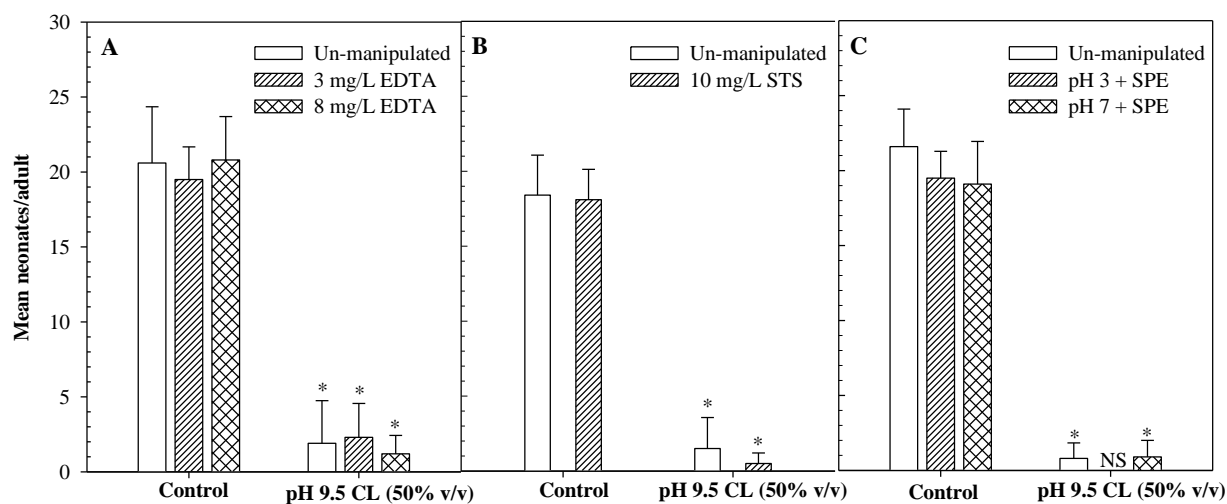 Mean neonates/adult
30
25
20
15
10
5
0
A
Un-manipulated
3 mg/L EDTA
8 mg/L EDTA
* * *
Control
pH 9.5 CL (50% v/v)
B
Un-manipulated
10 mg/L STS
* *
Control
pH 9.5 CL (50% v/v)
C
Un-manipulated
pH 3 + SPE
pH 7 + SPE
* NS *
Control
pH 9.5 CL (50% v/v)